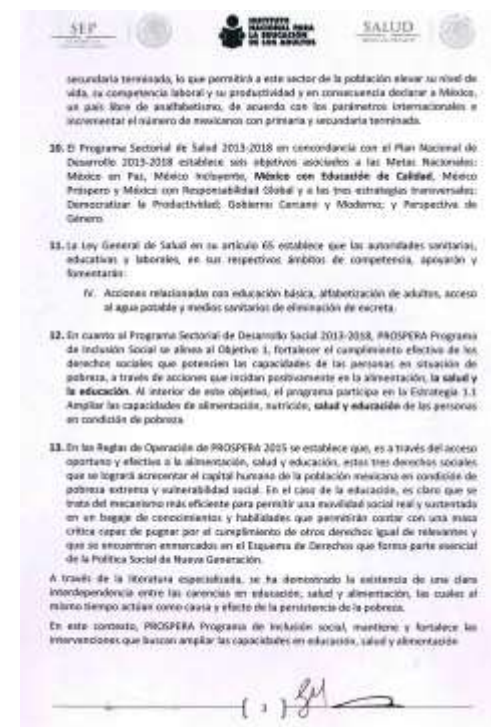 SEP
INSTITUTO
NACIONAL PARA
LA EDUCACIÓN
DE LOS ADULTOS
SALUD
secundaria terminada, lo que permitirá a este sector de la población elevar su nivel de
vida, su competencia laboral y su productividad y en consecuencia declarar a México,
un país libre de analfabetismo, de acuerdo con los parámetros internacionales e
incrementar el número de mexicanos con primaria y secundaria terminada.
10. El Programa Sectorial de Salud 2013-2018 en concordancia con el Plan Nacional de
Desarrollo 2013-2018 establece seis objetivos asociados a las Metas Nacionales:
México en Paz, México Incluyente, México con Educación de Calidad, México
Próspero y México con Responsabilidad Global y a las tres estrategias transversales:
Democratizar la Productividad; Gobierno Cercano y Moderno; y Perspectiva de
Género.
11. La Ley General de Salud en su artículo 65 establece que las autoridades sanitarias,
educativas y laborales, en sus respectivos ámbitos de competencia, apoyarán y
fomentarán:
IV. Acciones relacionadas con educación básica, alfabetización de adultos, acceso
al agua potable y medios sanitarios de eliminación de excreta.
12. En cuanto al Programa Sectorial de Desarrollo Social 2013-2018, PROSPERA Programa
de Inclusión Social se alinea al Objetivo 1, fortalecer el cumplimiento efectivo de los
derechos sociales que potencien las capacidades de las personas en situación de
pobreza, a través de acciones que incidan positivamente en la alimentación, la salud y
la educación. Al interior de este objetivo, el programa participa en la Estrategia 1.1
Ampliar las capacidades de alimentación, nutrición, salud y educación de las personas
en condición de pobreza.
13. En las Reglas de Operación de PROSPERA 2015 se establece que, es a través del acceso
oportuno y efectivo a la alimentación, salud y educación, estos tres derechos sociales
que se logrará acrecentar el capital humano de la población mexicana en condición de
pobreza extrema y vulnerabilidad social. En el caso de la educación, es claro que se
trata del mecanismo más eficiente para permitir una movilidad social real y sustentada
en un bagaje de conocimientos y habilidades que permitirán contar con una masa
crítica capaz de pugnar por el cumplimiento de otros derechos igual de relevantes y
que se encuentran enmarcados en el Esquema de Derechos que forma parte esencial
de la Política Social de Nueva Generación.
A través de la literatura especializada, se ha demostrado la existencia de una clara
interdependencia entre las carencias en educación, salud y alimentación, las cuales al
mismo tiempo actúan como causa y efecto de la persistencia de la pobreza.
En este contexto, PROSPERA Programa de Inclusión social, mantiene y fortalece las
intervenciones que buscan ampliar las capacidades en educación, salud y alimentación
{ 3 }